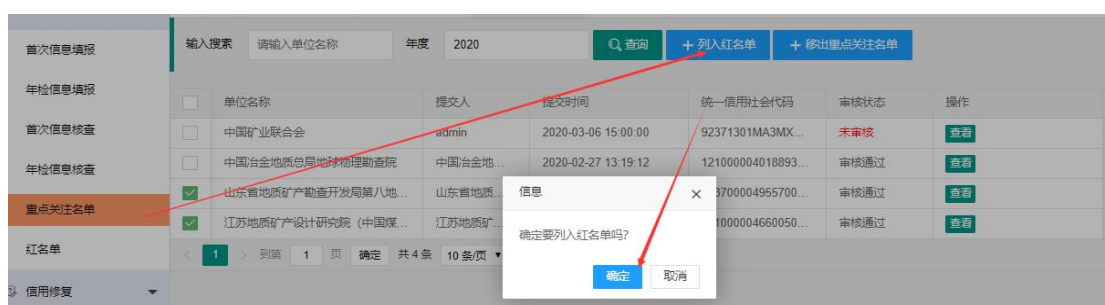 首次信息填报
年检信息填报
首次信息核查
年检信息核查
重点关注名单
红名单
信用修复
输入搜索 请输入单位名称 年度 2020 查询 + 列入红名单 + 移出重点关注名单
单位名称 提交人 提交时间 统一信用社会代码 审核状态 操作
中国矿业联合会 admin 2020-03-06 15:00:00 92371301MA3MX... 未审核 查看
中国冶金地质总局地球物理勘查院 中国冶金地... 2020-02-27 13:19:12 121000004018893... 审核通过 查看
山东省地质矿产勘查开发局第八地... 山东省地质... 3700004955700... 审核通过 查看
江苏地质矿产设计研究院（中国煤... 江苏地质矿... 1000004660050... 审核通过 查看
1 到第 1 页 确定 共 4 条 10 条/页
信息
确定要列入红名单吗?
确定 取消